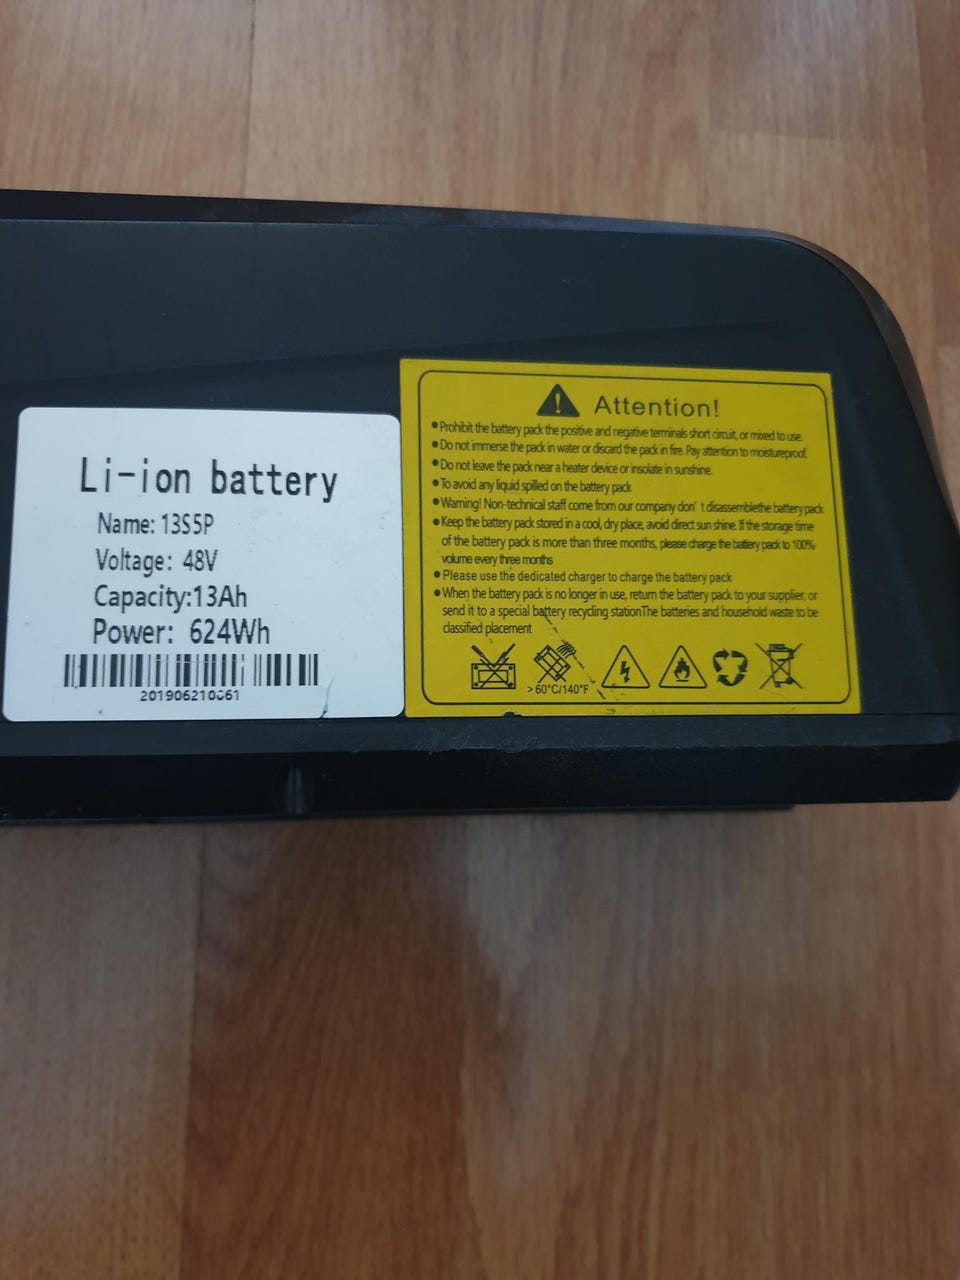 Li-ion battery
Name: 13S5P
Voltage: 48V
Capacity:13Ah
Power: 624Wh
201906210061
Attention!
•Prohibit the battery pack the positive and negative terminals short circuit, or mixed to use.
•Do not immerse the pack in water or discard the pack in fire. Pay attention to moistureproof.
•Do not leave the pack near a heater device or insolate in sunshine.
•To avoid any liquid spilled on the battery pack
•Warning! Non-technical staff come from our company don' t disassemblethe battery pack
•Keep the battery pack stored in a cool, dry place, avoid direct sun shine. If the storage time
of the battery pack is more than three months, please charge the battery pack to 100%
volume every three months
•Please use the dedicated charger to charge the battery pack
•When the battery pack is no longer in use, return the battery pack to your supplier, or
send it to a special battery recycling stationThe batteries and household waste to be
classified placement
> 60°C/140°F